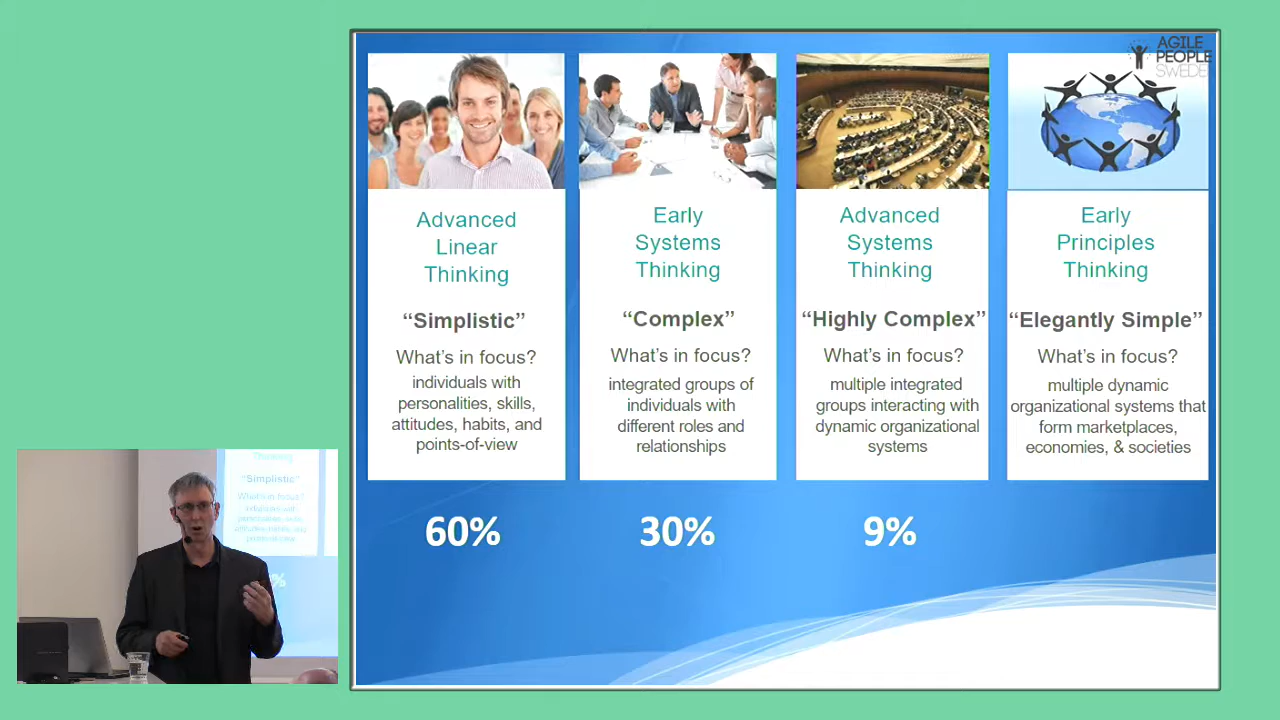 AGILE
PEOPLE
SWEDEN
Advanced
Linear
Thinking
“Simplistic”
What’s in focus?
individuals with
personalities, skills,
attitudes, habits, and
points-of-view
60%
Early
Systems
Thinking
“Complex”
What’s in focus?
integrated groups of
individuals with
different roles and
relationships
30%
Advanced
Systems
Thinking
“Highly Complex”
What’s in focus?
multiple integrated
groups interacting with
dynamic organizational
systems
9%
Early
Principles
Thinking
“Elegantly Simple”
What’s in focus?
multiple dynamic
organizational systems that
form marketplaces,
economies, & societies
Thinking
“Simplistic”
What's in focus?